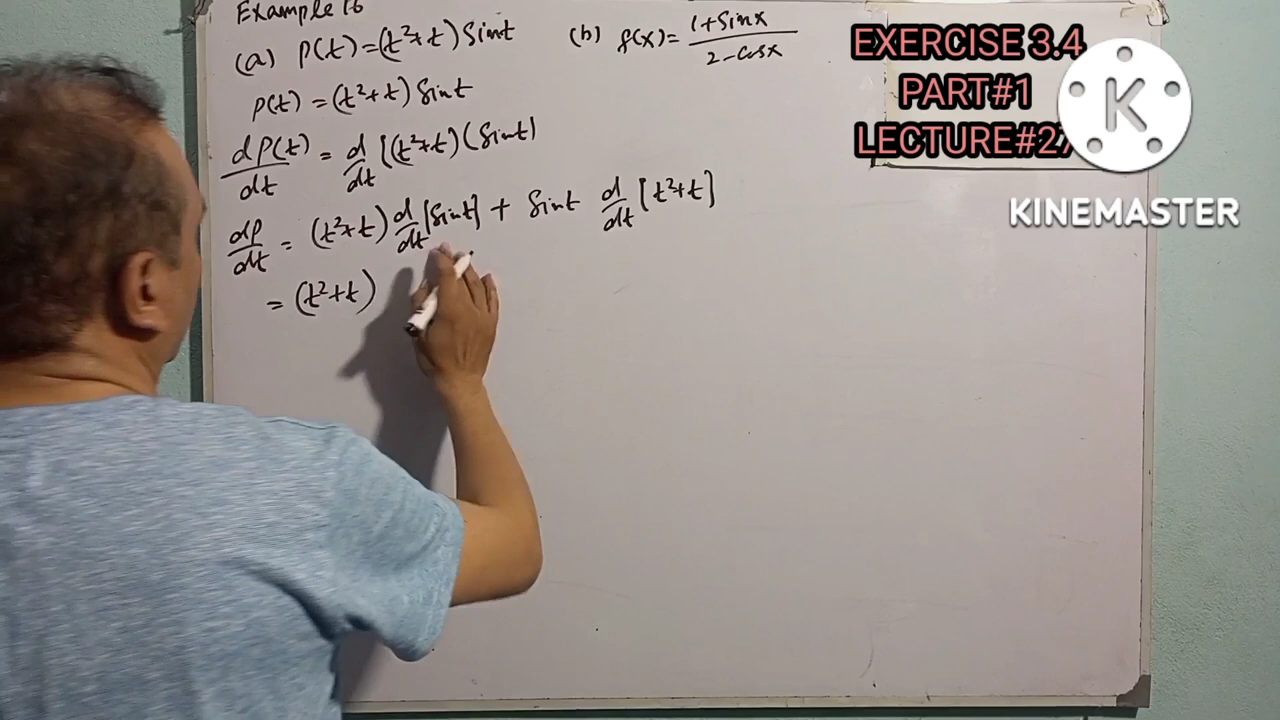 Example 16
(a) P(t)=(t²+t) Sint
(b) f(x)= 1+Sinx / 2-Cosx
P(t) = (t²+t) Sint
dP(t)/dt = d/dt [(t²+t)(Sint)
dP/dt = (t²+t) d/dt [Sint] + Sint d/dt [t²+t]
= (t²+t)
EXERCISE 3.4
PART#1
LECTURE#27
K
KINEMASTER